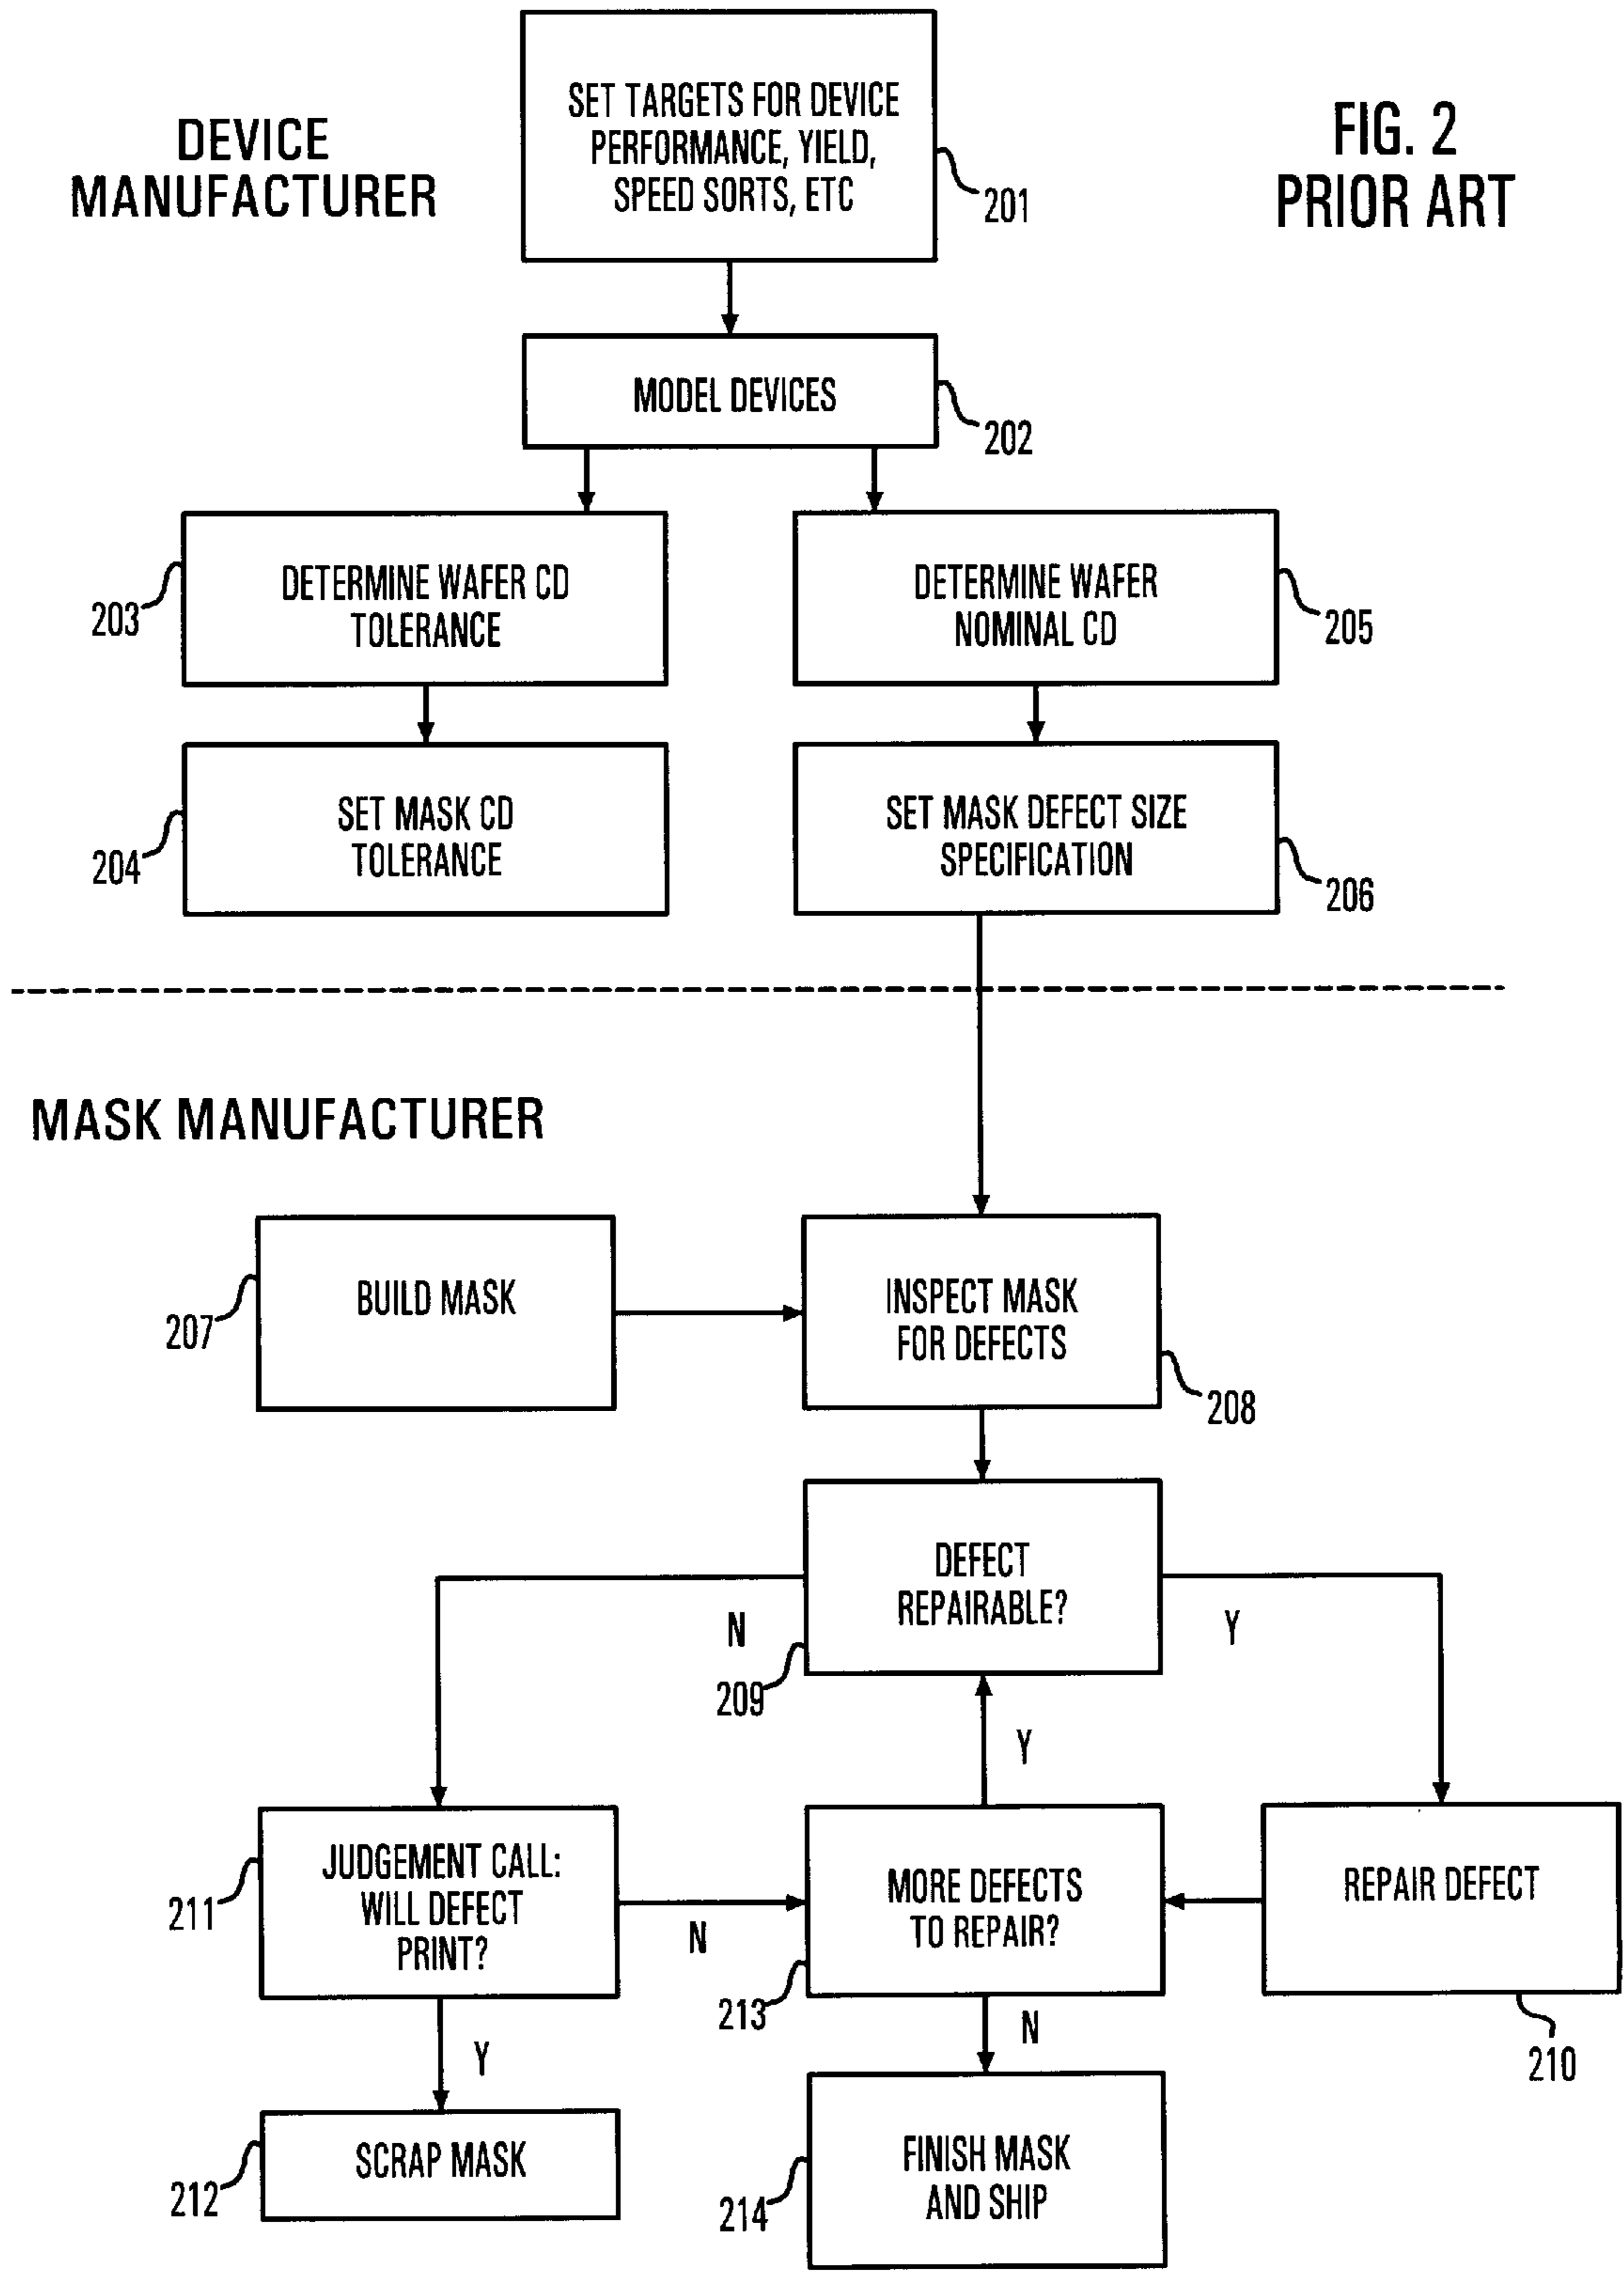 DEVICE
MANUFACTURER
FIG. 2
PRIOR ART
SET TARGETS FOR DEVICE
PERFORMANCE, YIELD,
SPEED SORTS, ETC
201
MODEL DEVICES
202
DETERMINE WAFER CD
TOLERANCE
203
DETERMINE WAFER
NOMINAL CD
205
SET MASK CD
TOLERANCE
204
SET MASK DEFECT SIZE
SPECIFICATION
206
MASK MANUFACTURER
BUILD MASK
207
INSPECT MASK
FOR DEFECTS
208
DEFECT
REPAIRABLE?
N
Y
209
Y
JUDGEMENT CALL:
WILL DEFECT
PRINT?
211
N
MORE DEFECTS
TO REPAIR?
213
REPAIR DEFECT
210
Y
N
SCRAP MASK
212
FINISH MASK
AND SHIP
214